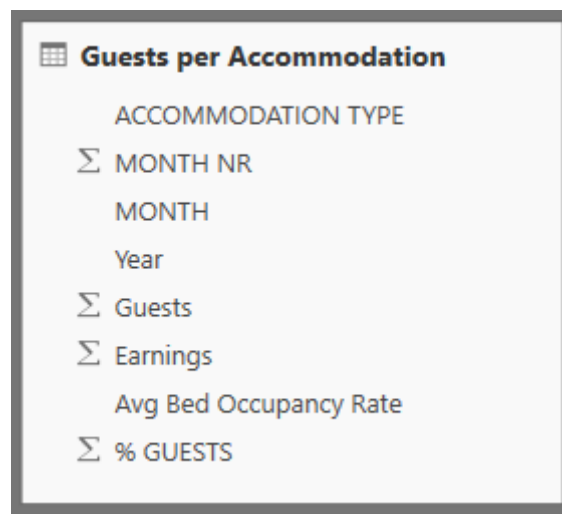 Guests per Accommodation
ACCOMMODATION TYPE
Σ MONTH NR
MONTH
Year
Σ Guests
Σ Earnings
Avg Bed Occupancy Rate
Σ % GUESTS